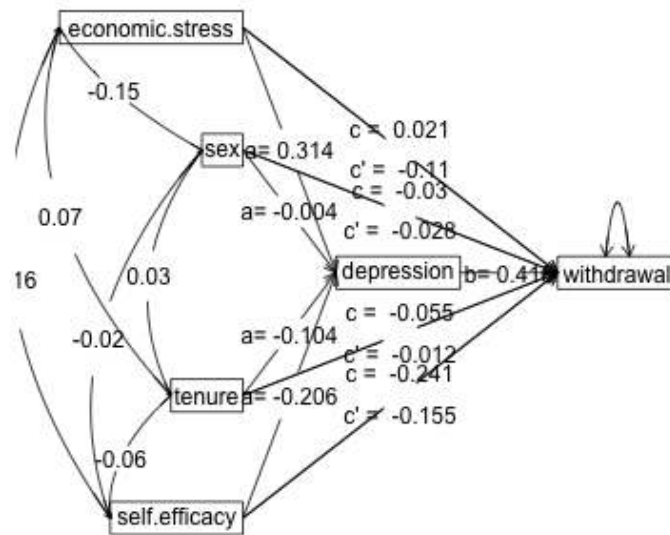 economic.stress
-0.15
c = 0.021
sex
a= 0.314
c' = -0.11
c = -0.03
a= -0.004
0.07
c' = -0.028
16
0.03
depression
b= 0.41
withdrawal
c = -0.055
-0.02
a= -0.104
c' = -0.012
c = -0.241
tenure
a= -0.206
c' = -0.155
-0.06
self.efficacy